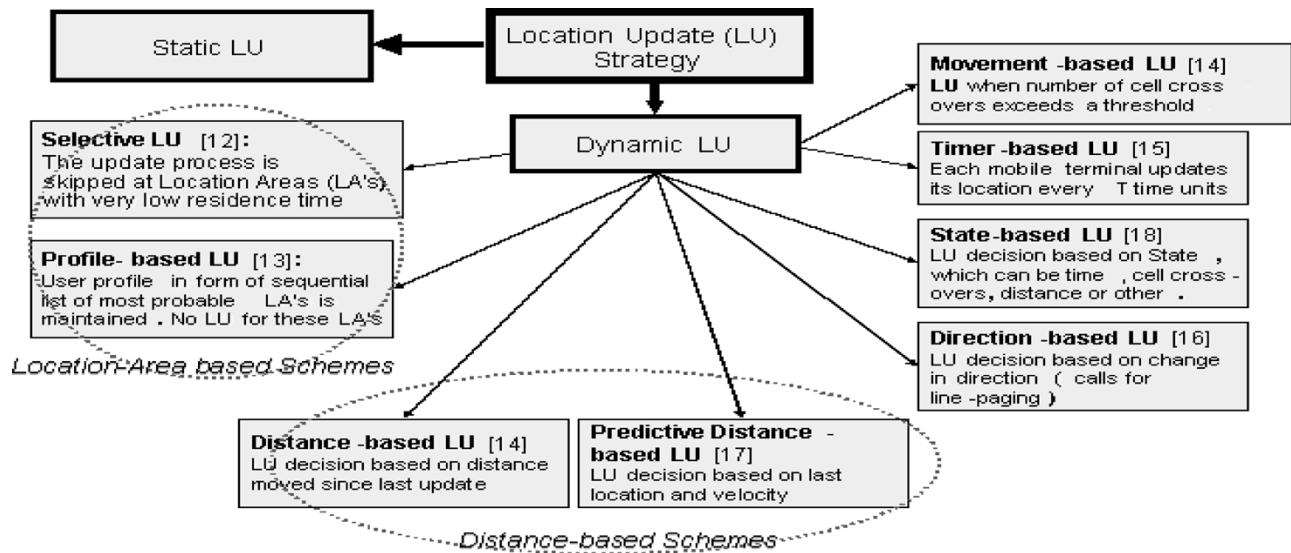 Static LU
Location Update (LU)
Strategy
Dynamic LU
Selective LU [12]:
The update process is
skipped at Location Areas (LA's)
with very low residence time
Profile- based LU [13]:
User profile in form of sequential
list of most probable LA's is
maintained . No LU for these LA's
Location-Area based Schemes
Movement -based LU [14]
LU when number of cell cross
overs exceeds a threshold
Timer -based LU [15]
Each mobile terminal updates
its location every T time units
State-based LU [18]
LU decision based on State ,
which can be time , cell cross -
overs, distance or other .
Direction -based LU [16]
LU decision based on change
in direction ( calls for
line -paging )
Distance -based LU [14]
LU decision based on distance
moved since last update
Predictive Distance -
based LU [17]
LU decision based on last
location and velocity
Distance-based Schemes